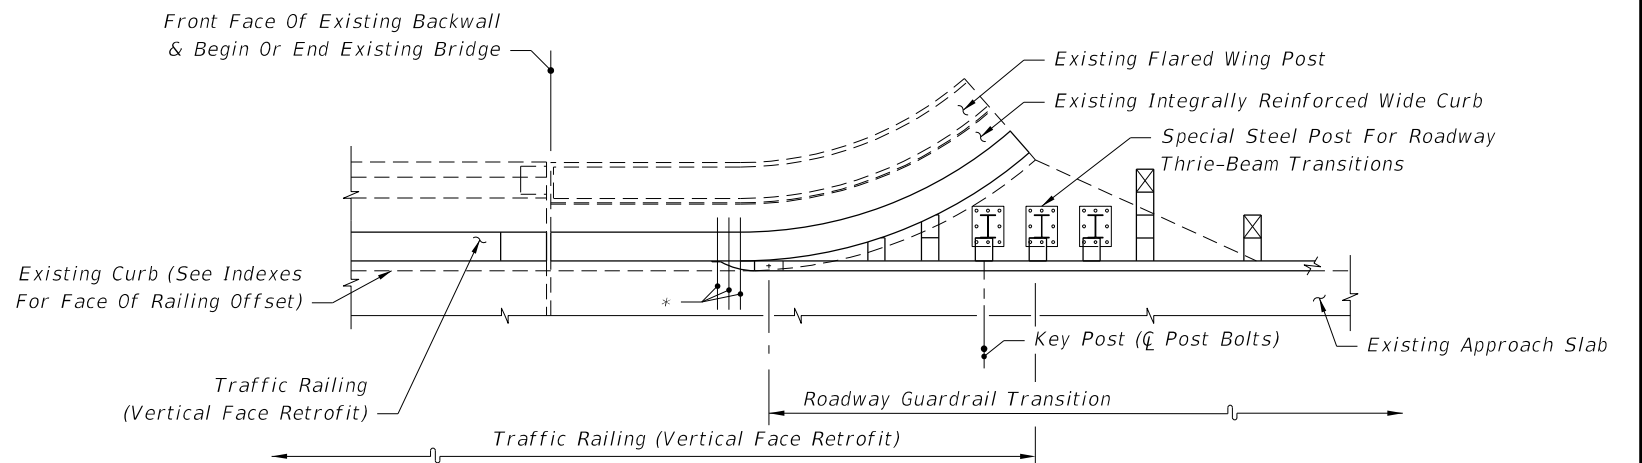 Front Face Of Existing Backwall
& Begin Or End Existing Bridge
Existing Flared Wing Post
Existing Integrally Reinforced Wide Curb
Special Steel Post For Roadway
Thrie-Beam Transitions
Existing Curb (See Indexes
For Face Of Railing Offset)
*
Key Post (℄ Post Bolts)
Existing Approach Slab
Traffic Railing
(Vertical Face Retrofit)
Roadway Guardrail Transition
Traffic Railing (Vertical Face Retrofit)